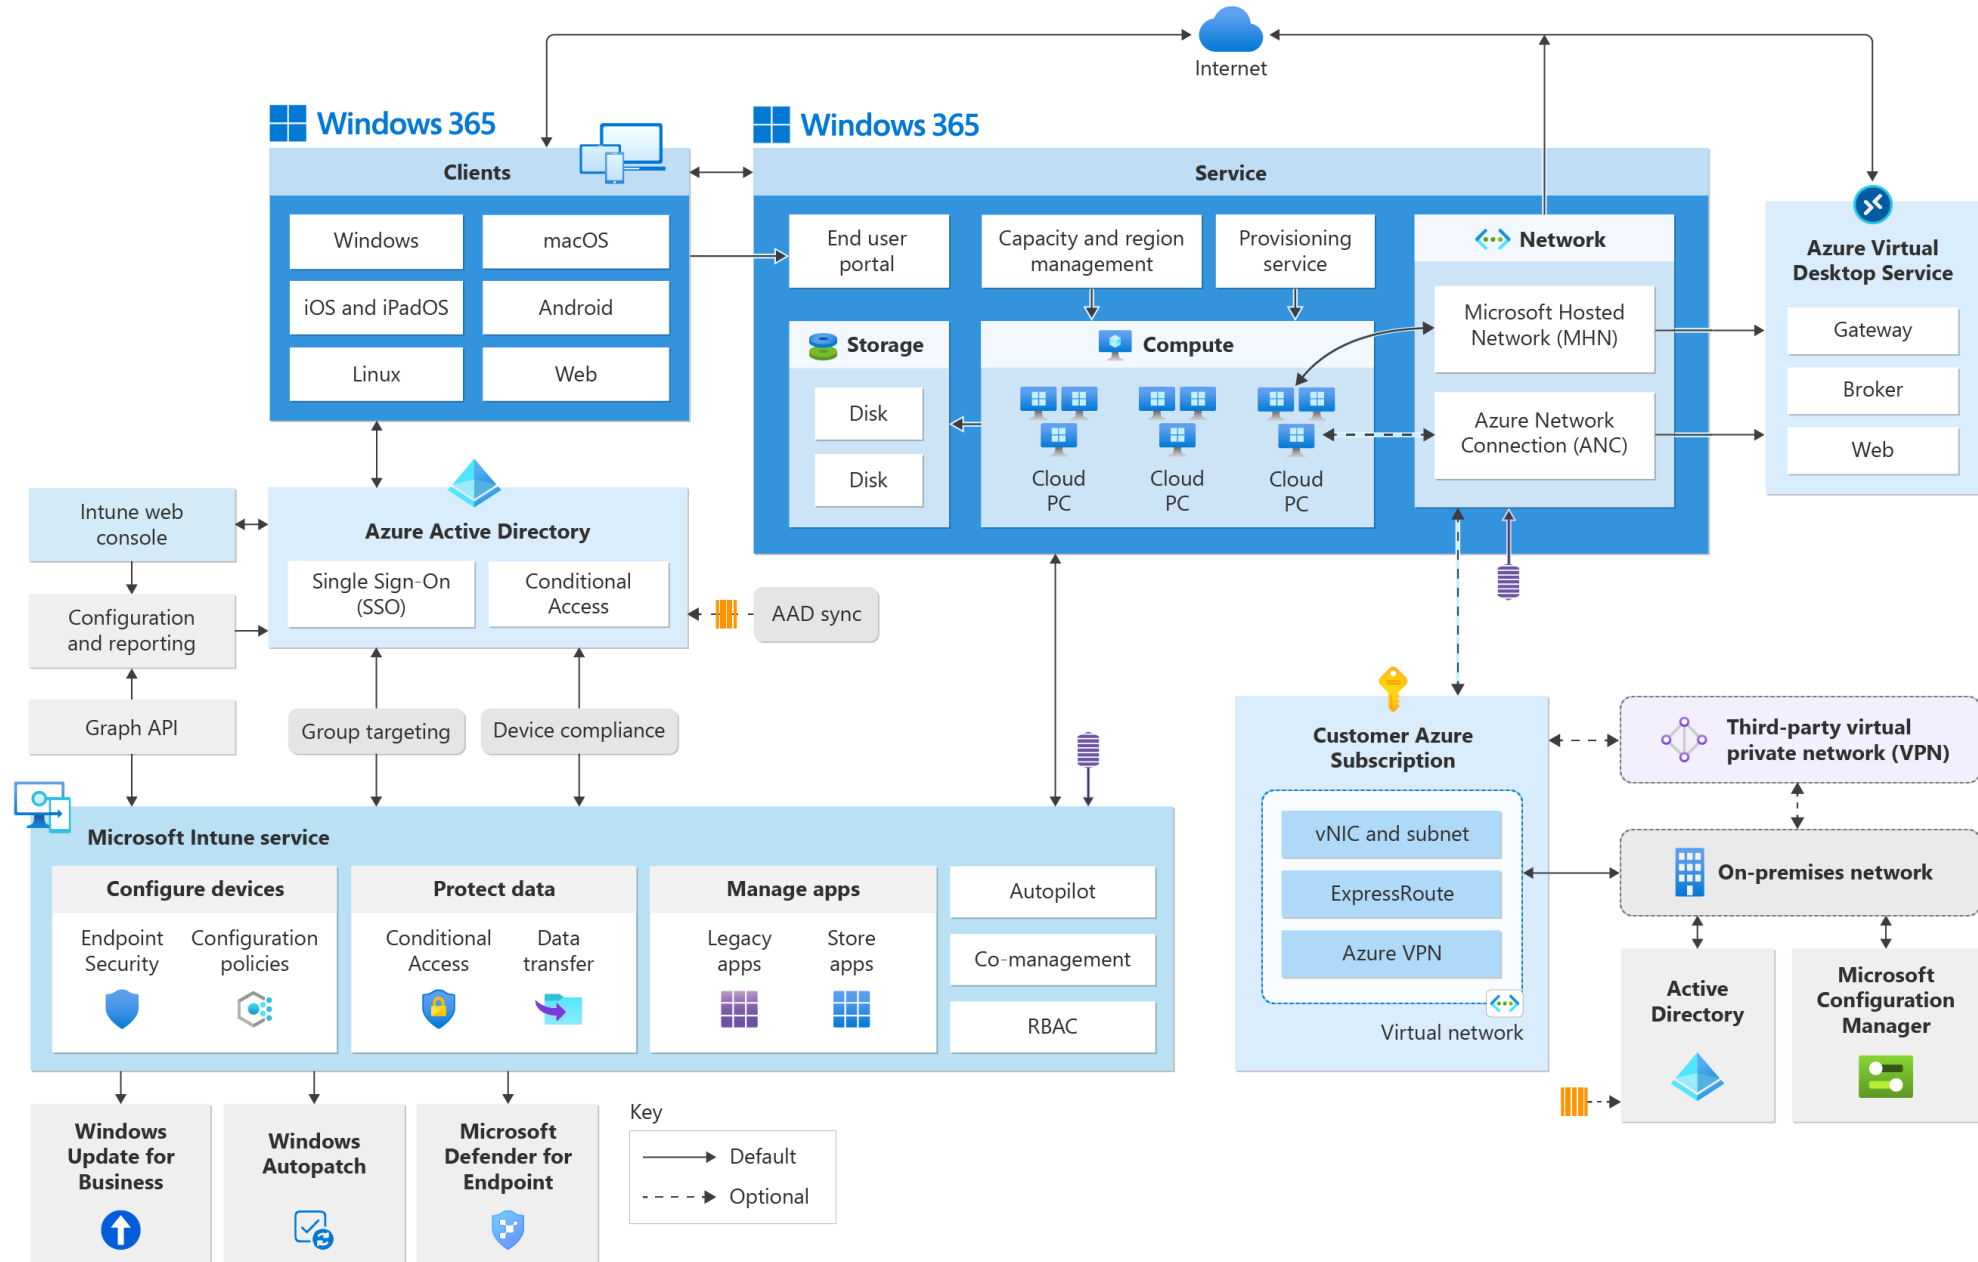 Internet
Windows 365
Windows 365
Clients
Service
Windows
macOS
iOS and iPadOS
Android
Linux
Web
End user
portal
Capacity and region
management
Provisioning
service
Network
Microsoft Hosted
Network (MHN)
Azure Network
Connection (ANC)
Storage
Disk
Disk
Compute
Cloud
PC
Cloud
PC
Cloud
PC
Azure Virtual
Desktop Service
Gateway
Broker
Web
Intune web
console
Configuration
and reporting
Graph API
Azure Active Directory
Single Sign-On
(SSO)
Conditional
Access
AAD sync
Group targeting
Device compliance
Customer Azure
Subscription
vNIC and subnet
ExpressRoute
Azure VPN
Virtual network
Third-party virtual
private network (VPN)
On-premises network
Active
Directory
Microsoft
Configuration
Manager
Microsoft Intune service
Configure devices
Endpoint
Security
Configuration
policies
Protect data
Conditional
Access
Data
transfer
Manage apps
Legacy
apps
Store
apps
Autopilot
Co-management
RBAC
Windows
Update for
Business
Windows
Autopatch
Microsoft
Defender for
Endpoint
Key
Default
Optional